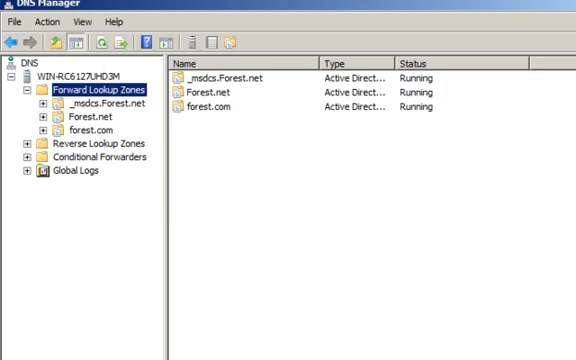 DNS Manager
File Action View Help
DNS
WIN-RC6127UHD3M
Forward Lookup Zones
_msdcs.Forest.net
Forest.net
forest.com
Reverse Lookup Zones
Conditional Forwarders
Global Logs
Name Type Status
_msdcs.Forest.net Active Direct... Running
Forest.net Active Direct... Running
forest.com Active Direct... Running